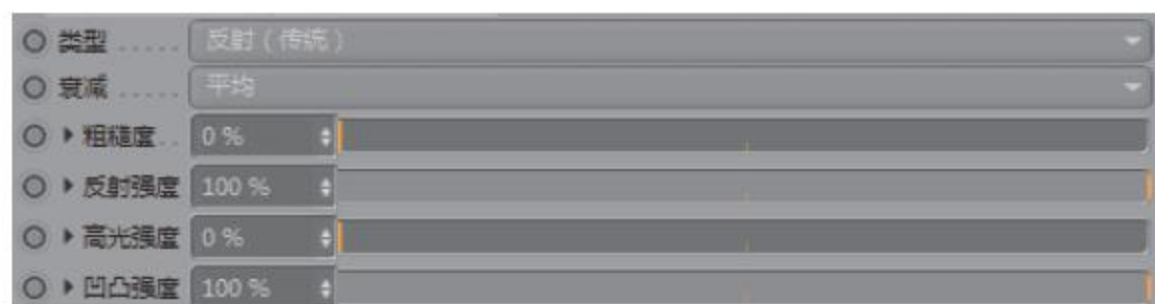 类型 ..... 反射（传统）
衰减 ..... 平均
粗糙度.. 0 %
反射强度 100 %
高光强度 0 %
凹凸强度 100 %